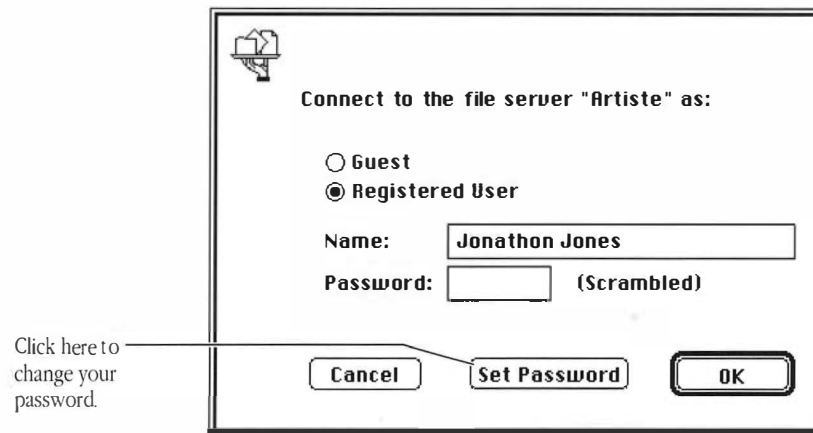 Connect to the file server "Artiste" as:
Guest
Registered User
Name: Jonathon Jones
Password: (Scrambled)
Click here to
change your
password.
Cancel Set Password OK